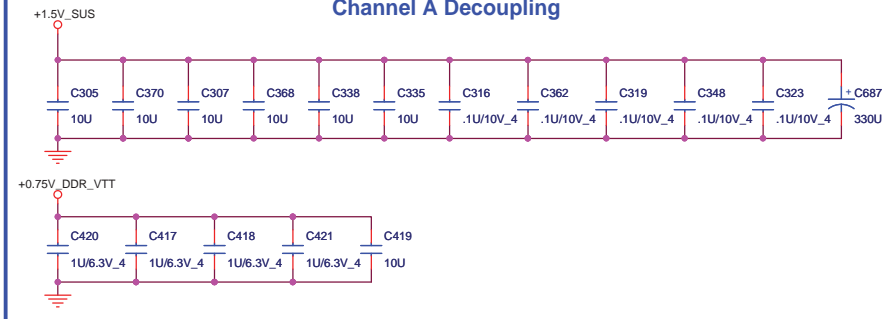 Channel A Decoupling
+1.5V_SUS
C305 C370 C307 C368 C338 C335 C316 C362 C319 C348 C323 + C687
10U 10U 10U 10U 10U 10U .1U/10V_4 .1U/10V_4 .1U/10V_4 .1U/10V_4 .1U/10V_4 330U
+0.75V_DDR_VTT
C420 C417 C418 C421 C419
1U/6.3V_4 1U/6.3V_4 1U/6.3V_4 1U/6.3V_4 10U